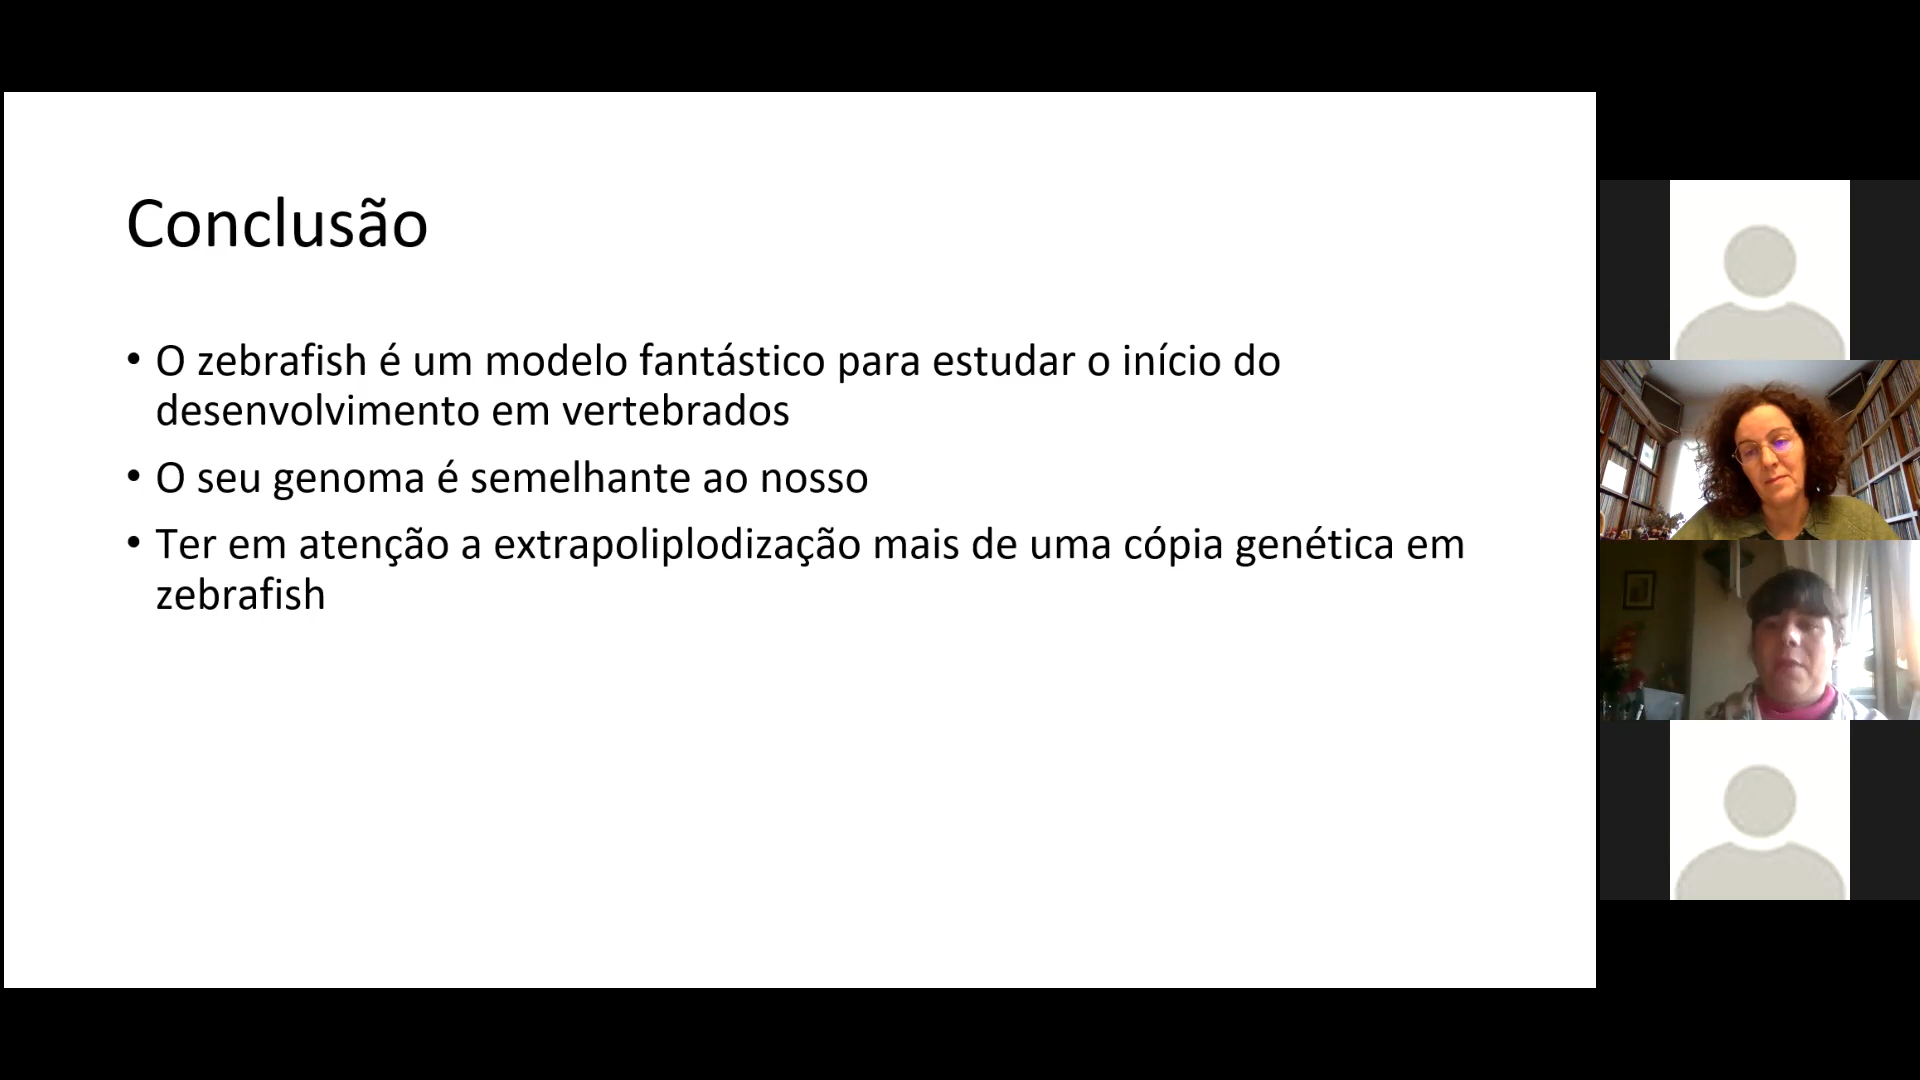 Conclusão
• O zebrafish é um modelo fantástico para estudar o início do
desenvolvimento em vertebrados
• O seu genoma é semelhante ao nosso
• Ter em atenção a extrapoliplodização mais de uma cópia genética em
zebrafish